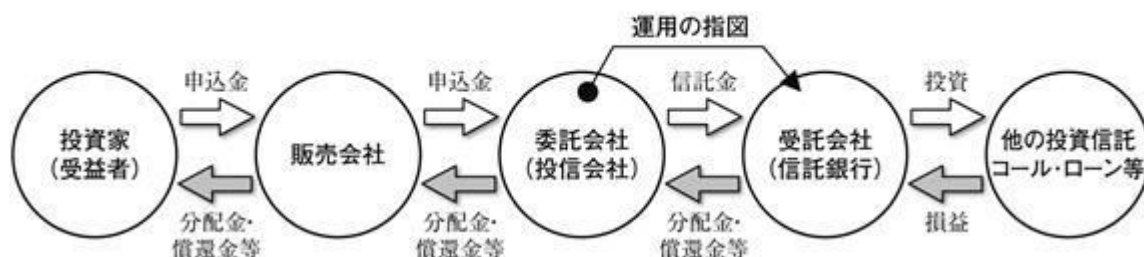 運用の指図
申込金
申込金
信託金
投資
投資家
(受益者)
販売会社
委託会社
(投信会社)
受託会社
(信託銀行)
他の投資信託
コール・ローン等
分配金・
償還金等
分配金・
償還金等
分配金・
償還金等
損益